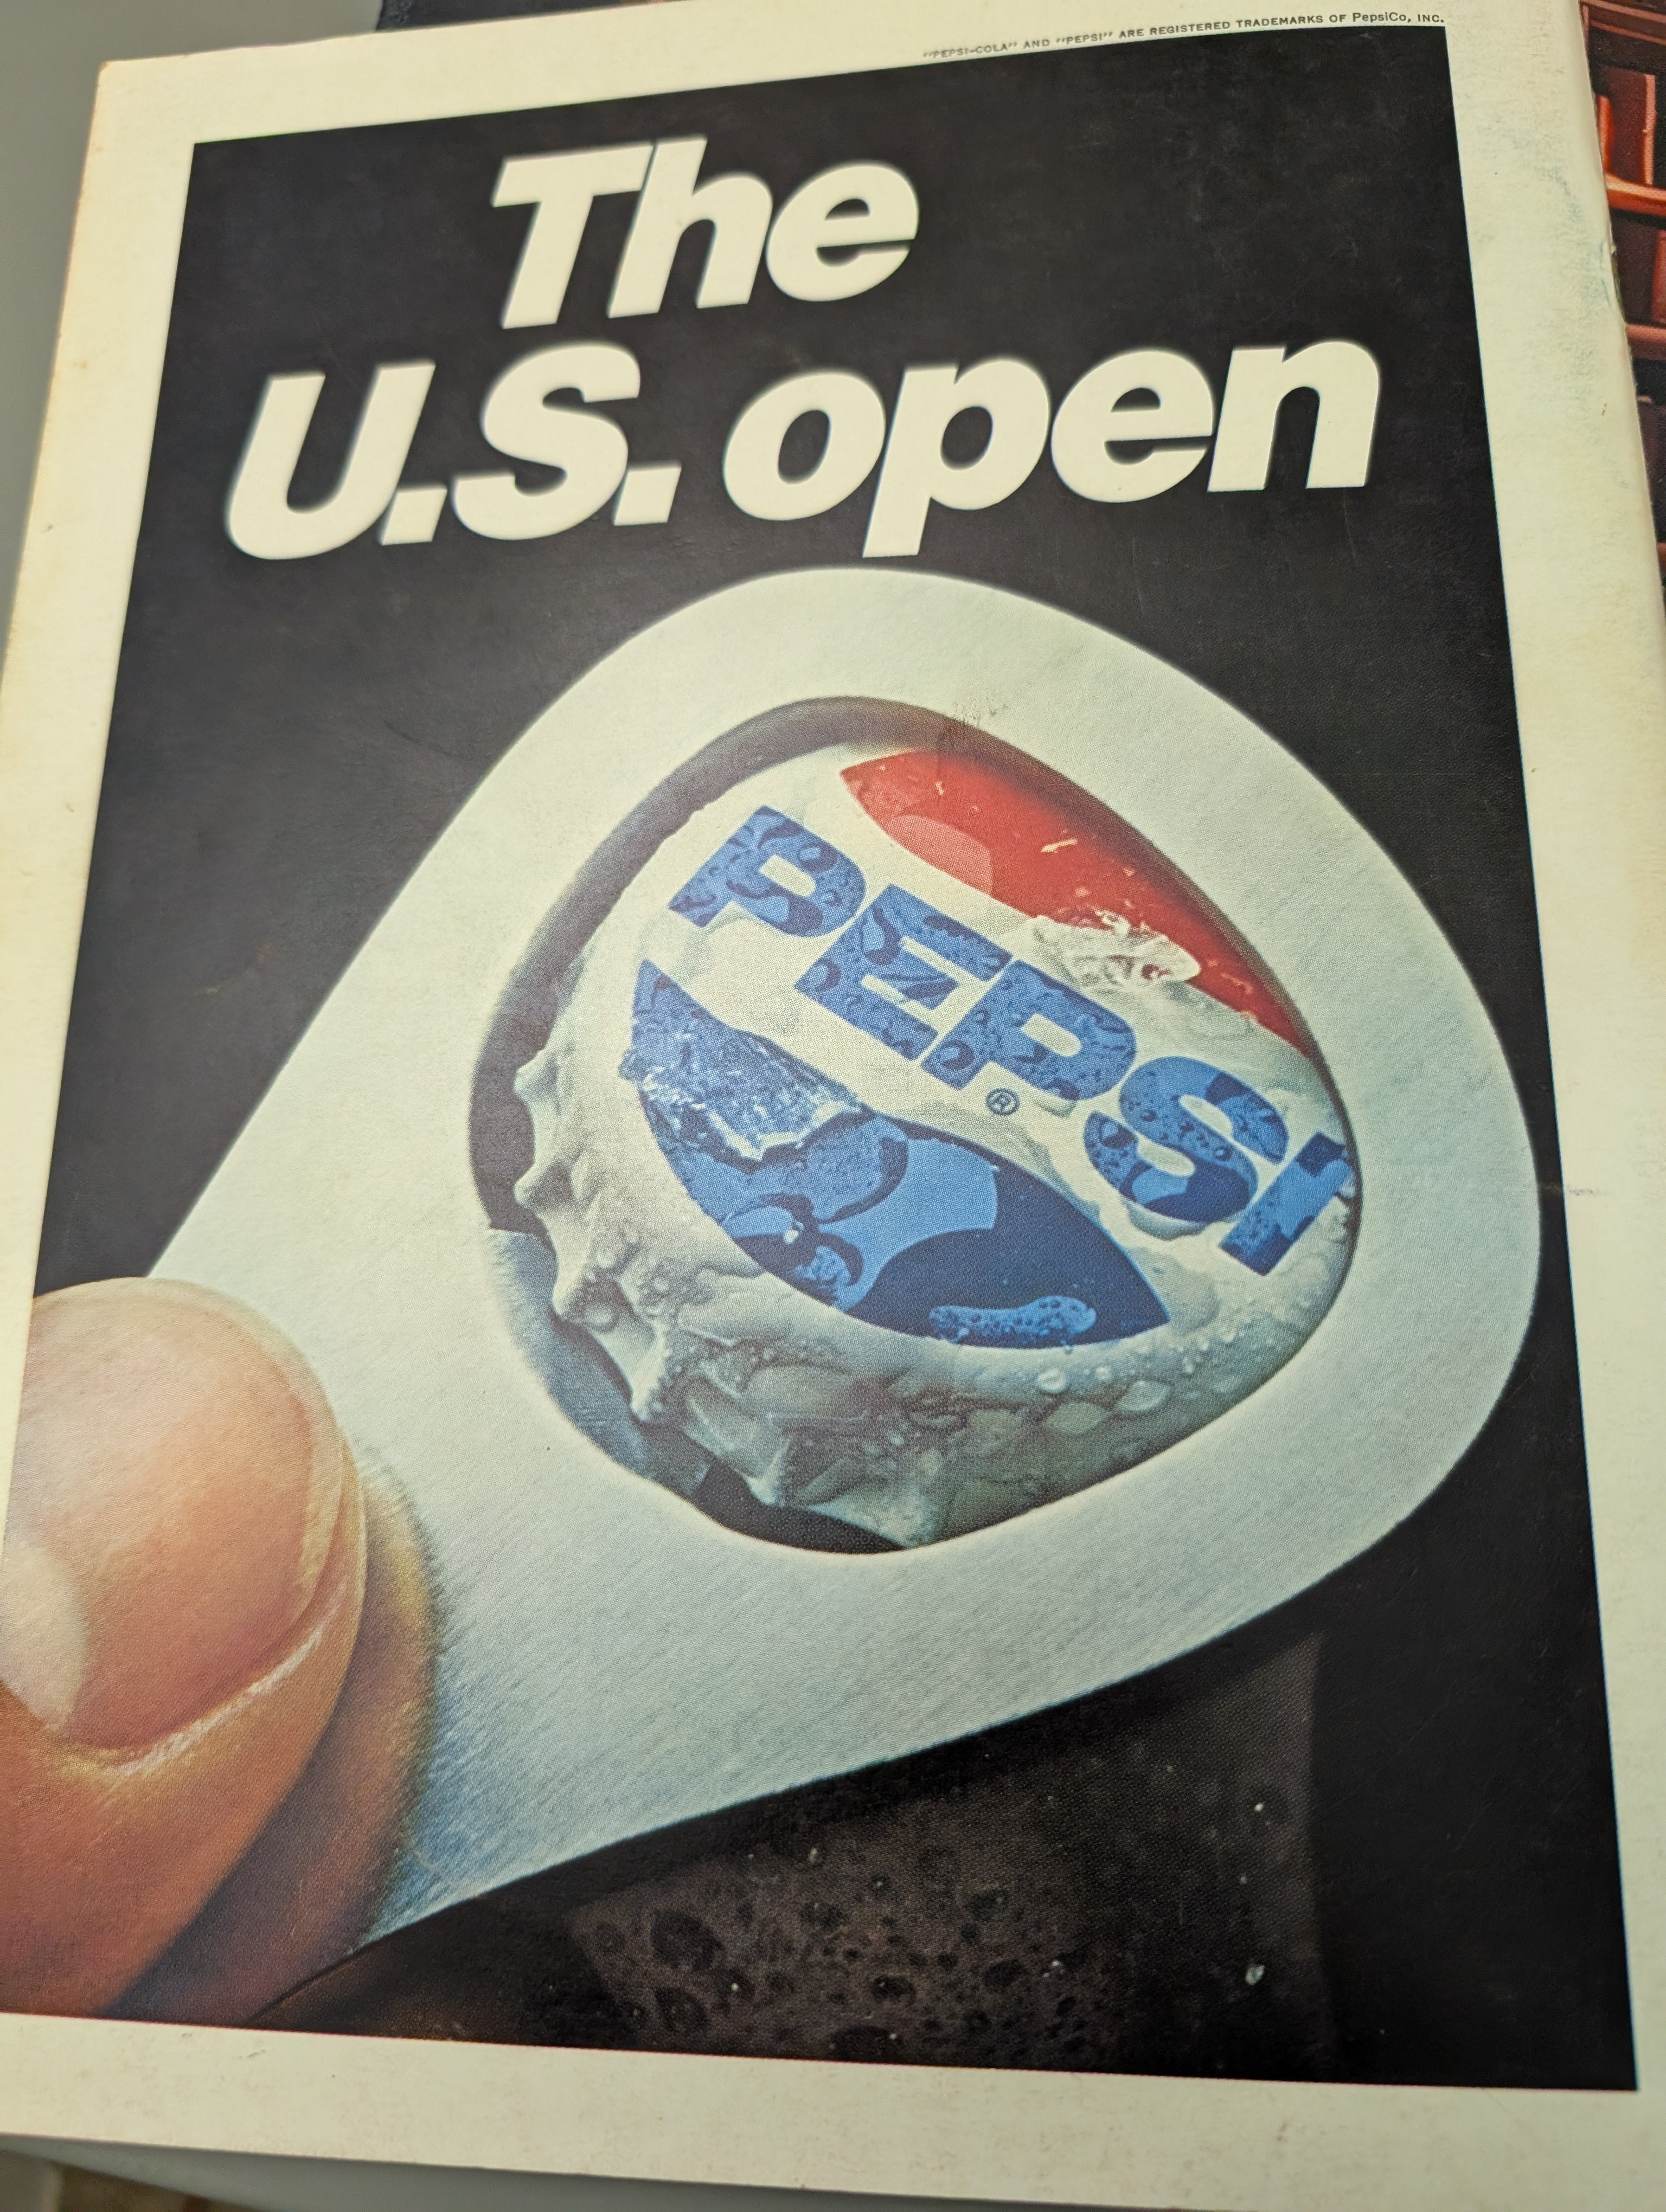 "PEPSI-COLA" AND "PEPSI" ARE REGISTERED TRADEMARKS OF PepsiCo, INC.
The
U.S. open
PEPSI
®